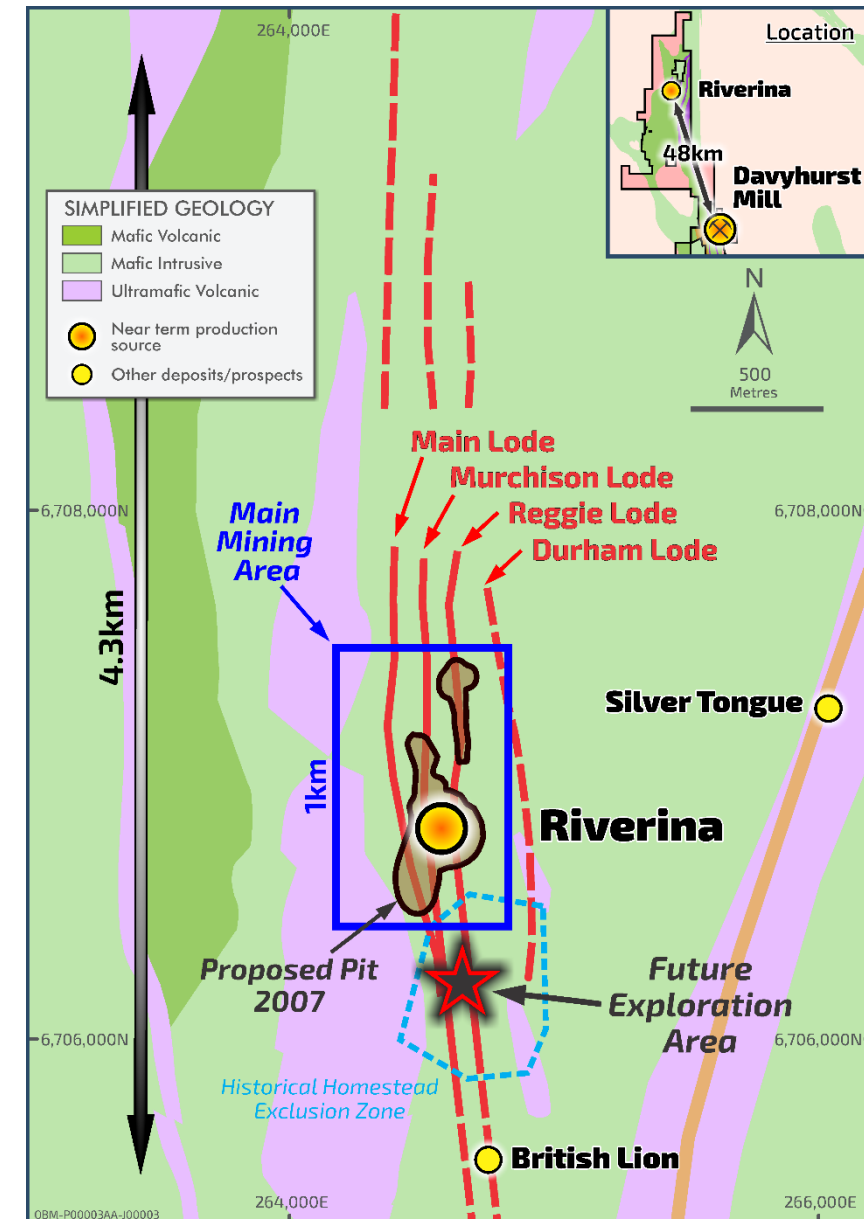 264,000E
Location
Riverina
48km
Davyhurst
Mill
SIMPLIFIED GEOLOGY
Mafic Volcanic
Mafic Intrusive
Ultramafic Volcanic
Near term production
source
Other deposits/prospects
N
500
Metres
Main Lode
Murchison Lode
Reggie Lode
Durham Lode
6,708,000N
6,708,000N
Main
Mining
Area
4.3km
Silver Tongue
1km
Riverina
Proposed Pit
2007
Future
Exploration
Area
6,706,000N
6,706,000N
Historical Homestead
Exclusion Zone
British Lion
264,000E
266,000E
OBM-P00003AA-J00003